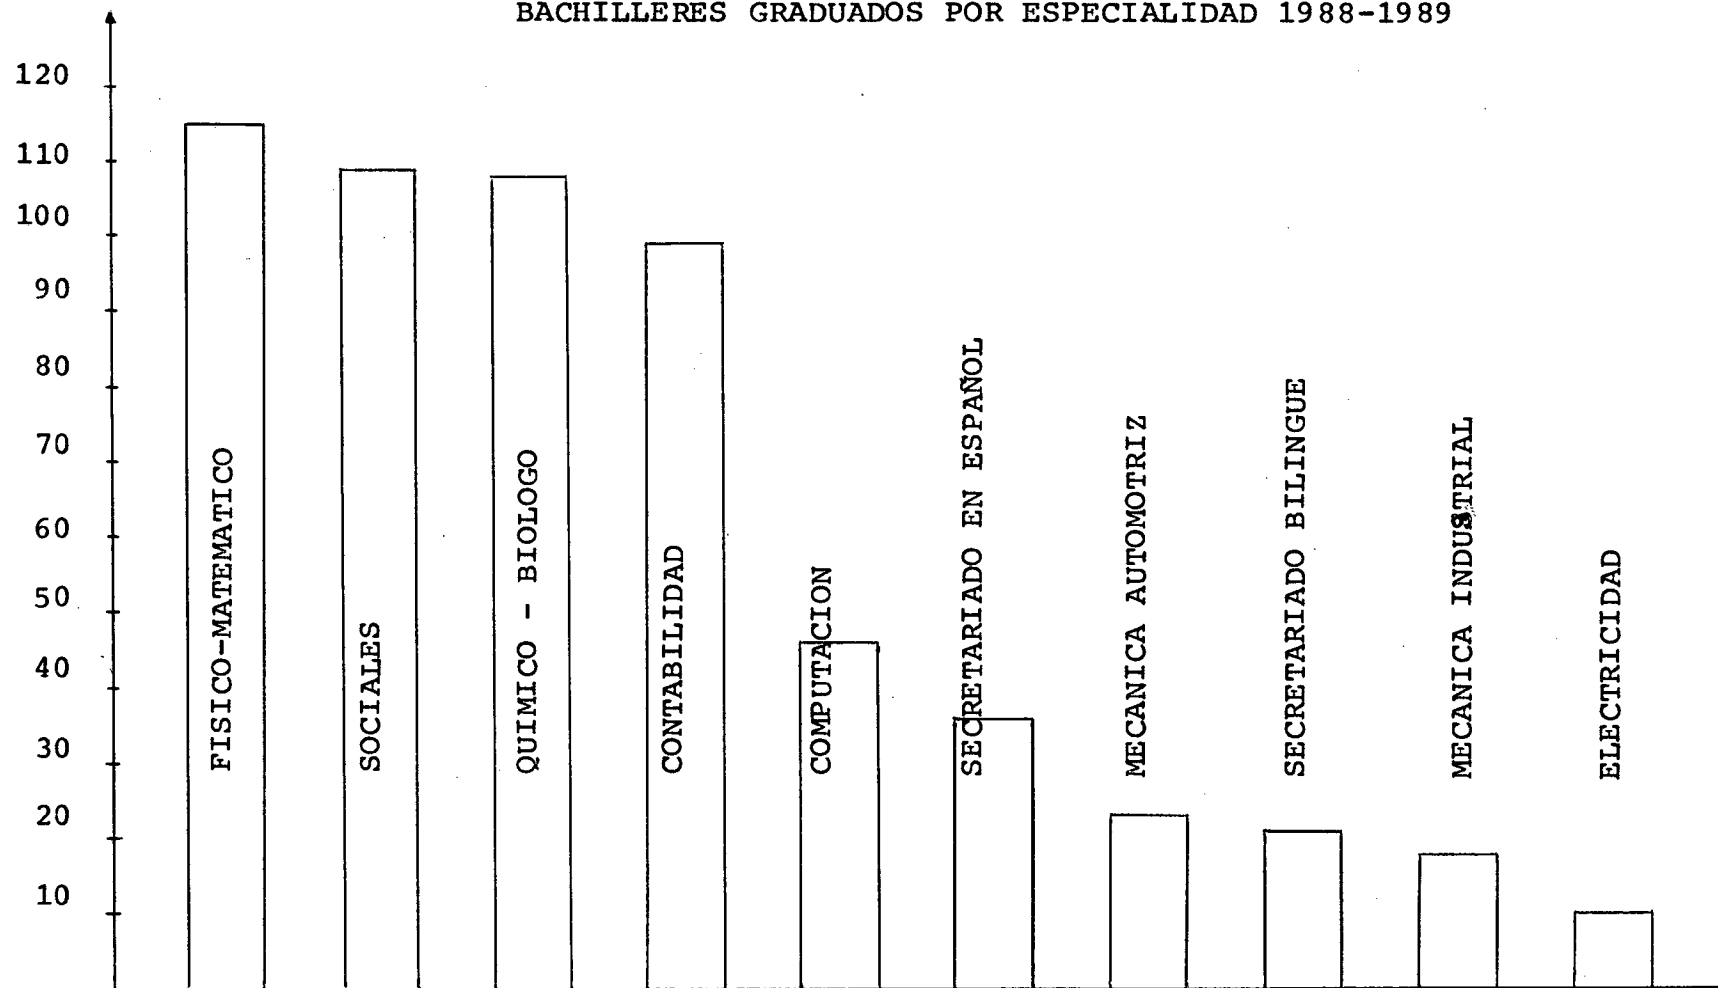 BACHILLERES GRADUADOS POR ESPECIALIDAD 1988-1989
120
110
100
90
80
70
60
50
40
30
20
10
FISICO-MATEMATICO
SOCIALES
QUIMICO - BIOLOGO
CONTABILIDAD
COMPUTACION
SECRETARIADO EN ESPAÑOL
MECANICA AUTOMOTRIZ
SECRETARIADO BILINGUE
MECANICA INDUSTRIAL
ELECTRICIDAD